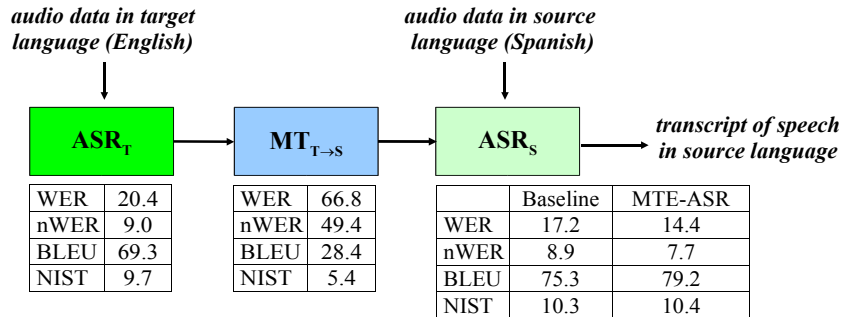 audio data in target
language (English)
audio data in source
language (Spanish)
ASR_T
MT_T→S
ASR_S
transcript of speech
in source language
WER 20.4
nWER 9.0
BLEU 69.3
NIST 9.7
WER 66.8
nWER 49.4
BLEU 28.4
NIST 5.4
Baseline MTE-ASR
WER 17.2 14.4
nWER 8.9 7.7
BLEU 75.3 79.2
NIST 10.3 10.4